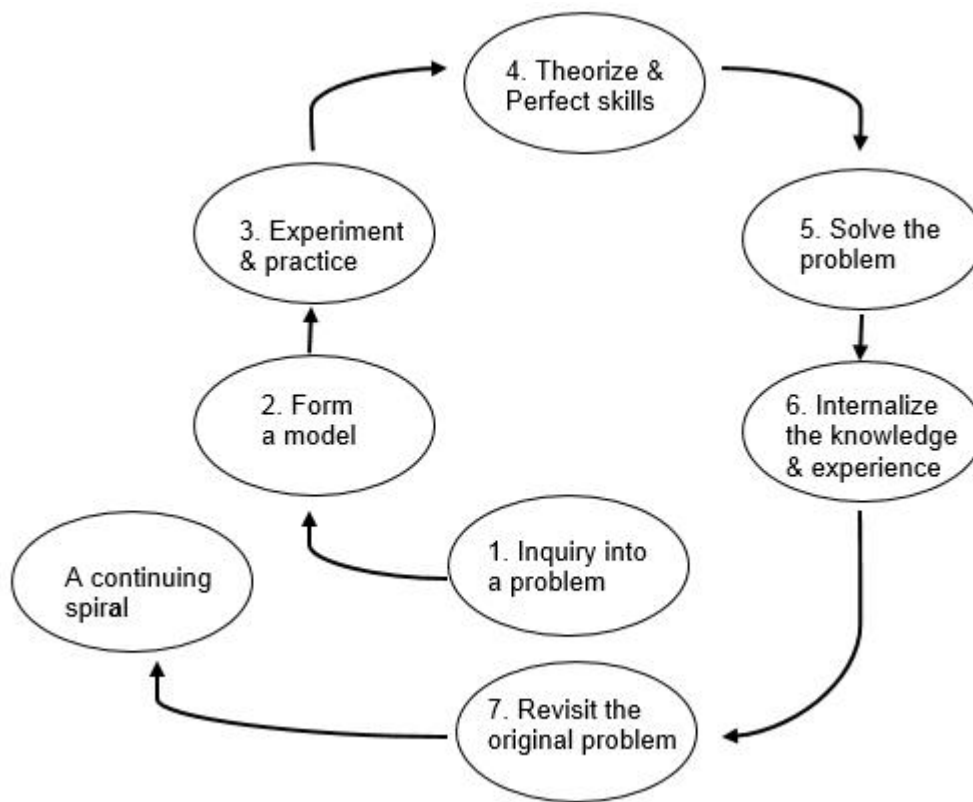 4. Theorize &
Perfect skills
3. Experiment
& practice
5. Solve the
problem
2. Form
a model
6. Internalize
the knowledge
& experience
1. Inquiry into
a problem
A continuing
spiral
7. Revisit the
original problem